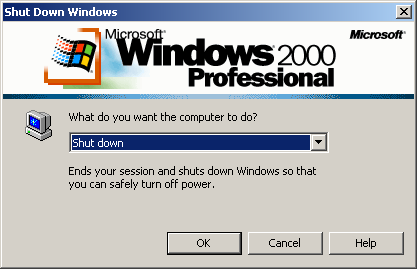 Shut Down Windows
Microsoft®
Microsoft®
Windows® 2000
Professional
What do you want the computer to do?
Shut down
Ends your session and shuts down Windows so that
you can safely turn off power.
OK
Cancel
Help